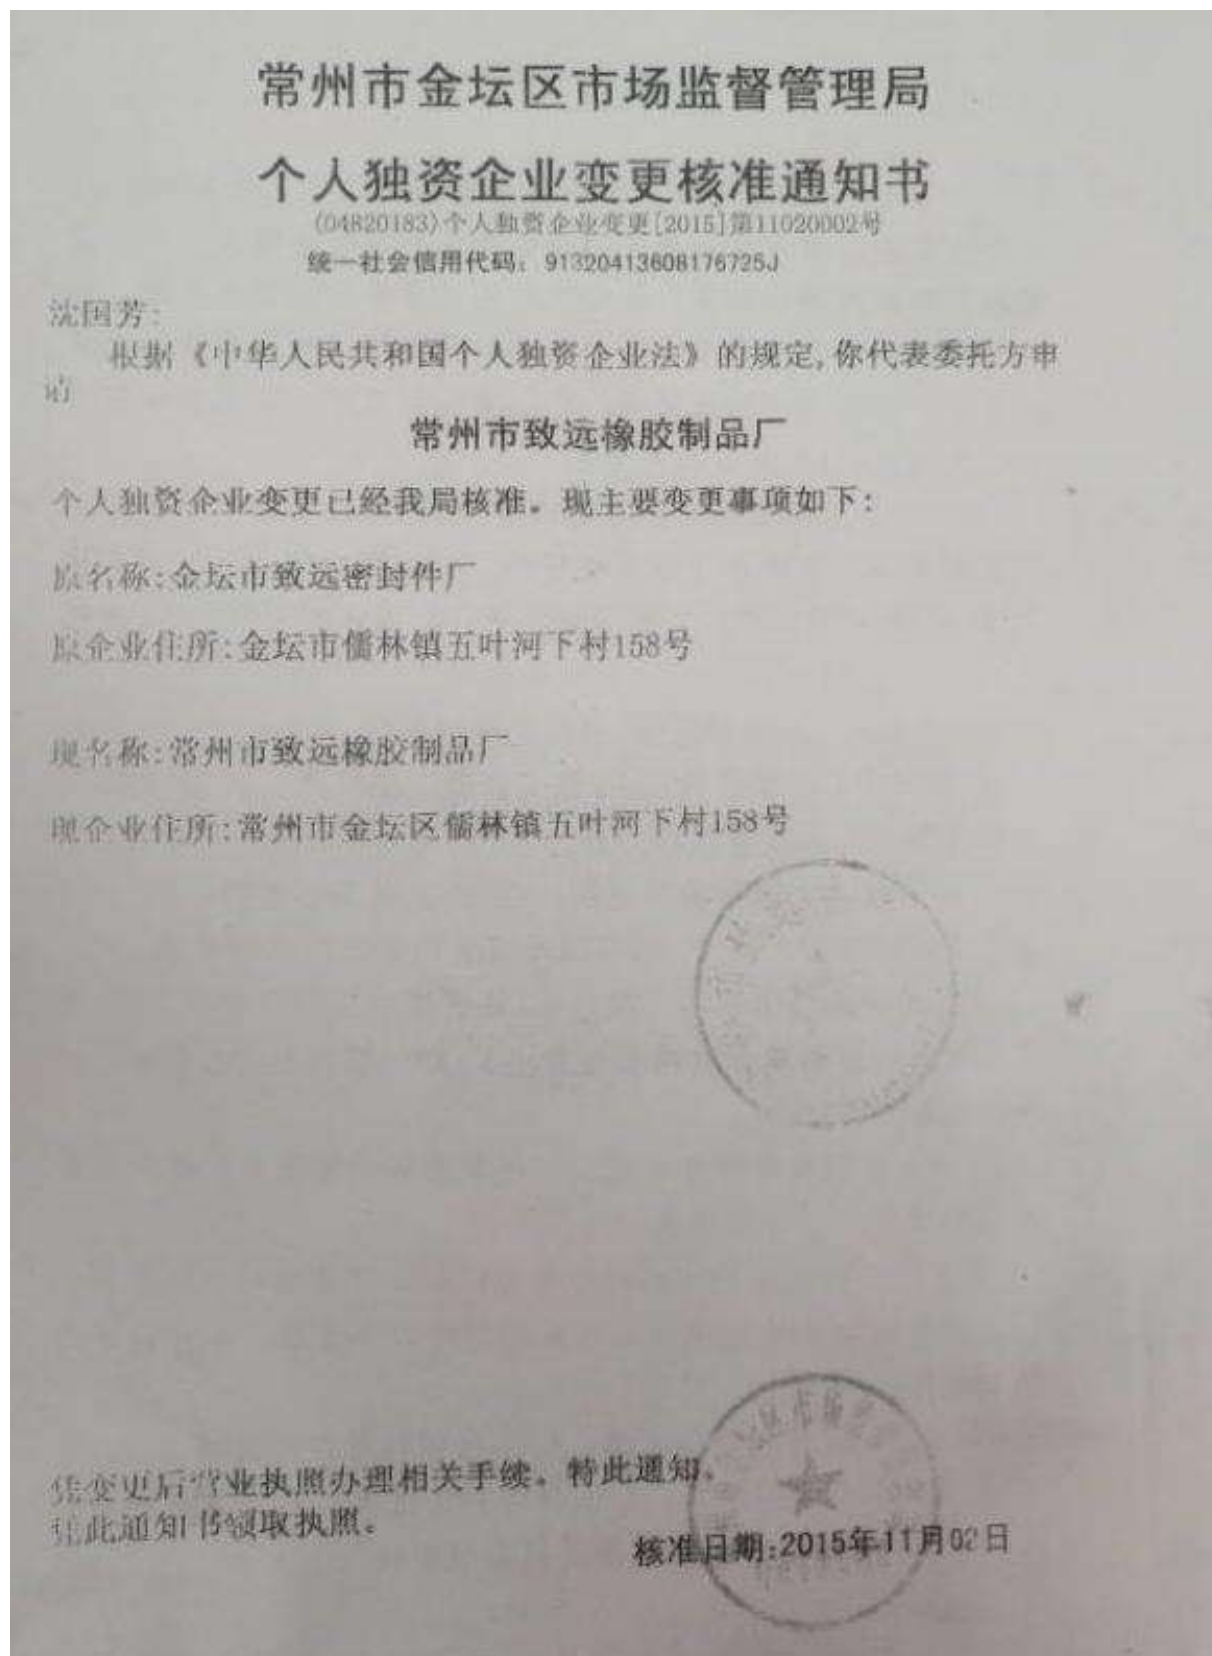 常州市金坛区市场监督管理局
个人独资企业变更核准通知书
(04820183)个人独资企业变更[2015]第11020002号
统一社会信用代码：91320413608176725J
沈国芳:
根据《中华人民共和国个人独资企业法》的规定,你代表委托方申
请
常州市致远橡胶制品厂
个人独资企业变更已经我局核准。现主要变更事项如下:
原名称:金坛市致远密封件厂
原企业住所:金坛市儒林镇五叶河下村158号
现名称:常州市致远橡胶制品厂
现企业住所:常州市金坛区儒林镇五叶河下村158号
凭变更后营业执照办理相关手续。特此通知。
凭此通知书领取执照。
核准日期:2015年11月02日